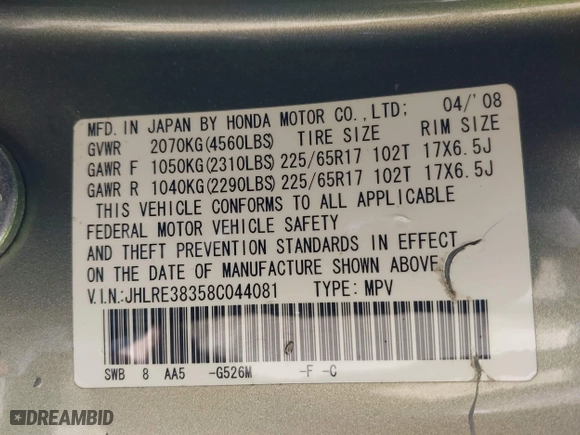 MFD. IN JAPAN BY HONDA MOTOR CO.,LTD; 04/'08
GVWR 2070KG(4560LBS) TIRE SIZE RIM SIZE
GAWR F 1050KG(2310LBS) 225/65R17 102T 17X6.5J
GAWR R 1040KG(2290LBS) 225/65R17 102T 17X6.5J
THIS VEHICLE CONFORMS TO ALL APPLICABLE
FEDERAL MOTOR VEHICLE SAFETY
AND THEFT PREVENTION STANDARDS IN EFFECT
ON THE DATE OF MANUFACTURE SHOWN ABOVE.
V.I.N:JHLRE38358C044081 TYPE: MPV
SWB 8 AA5 -G526M -F -C
DREAMBID